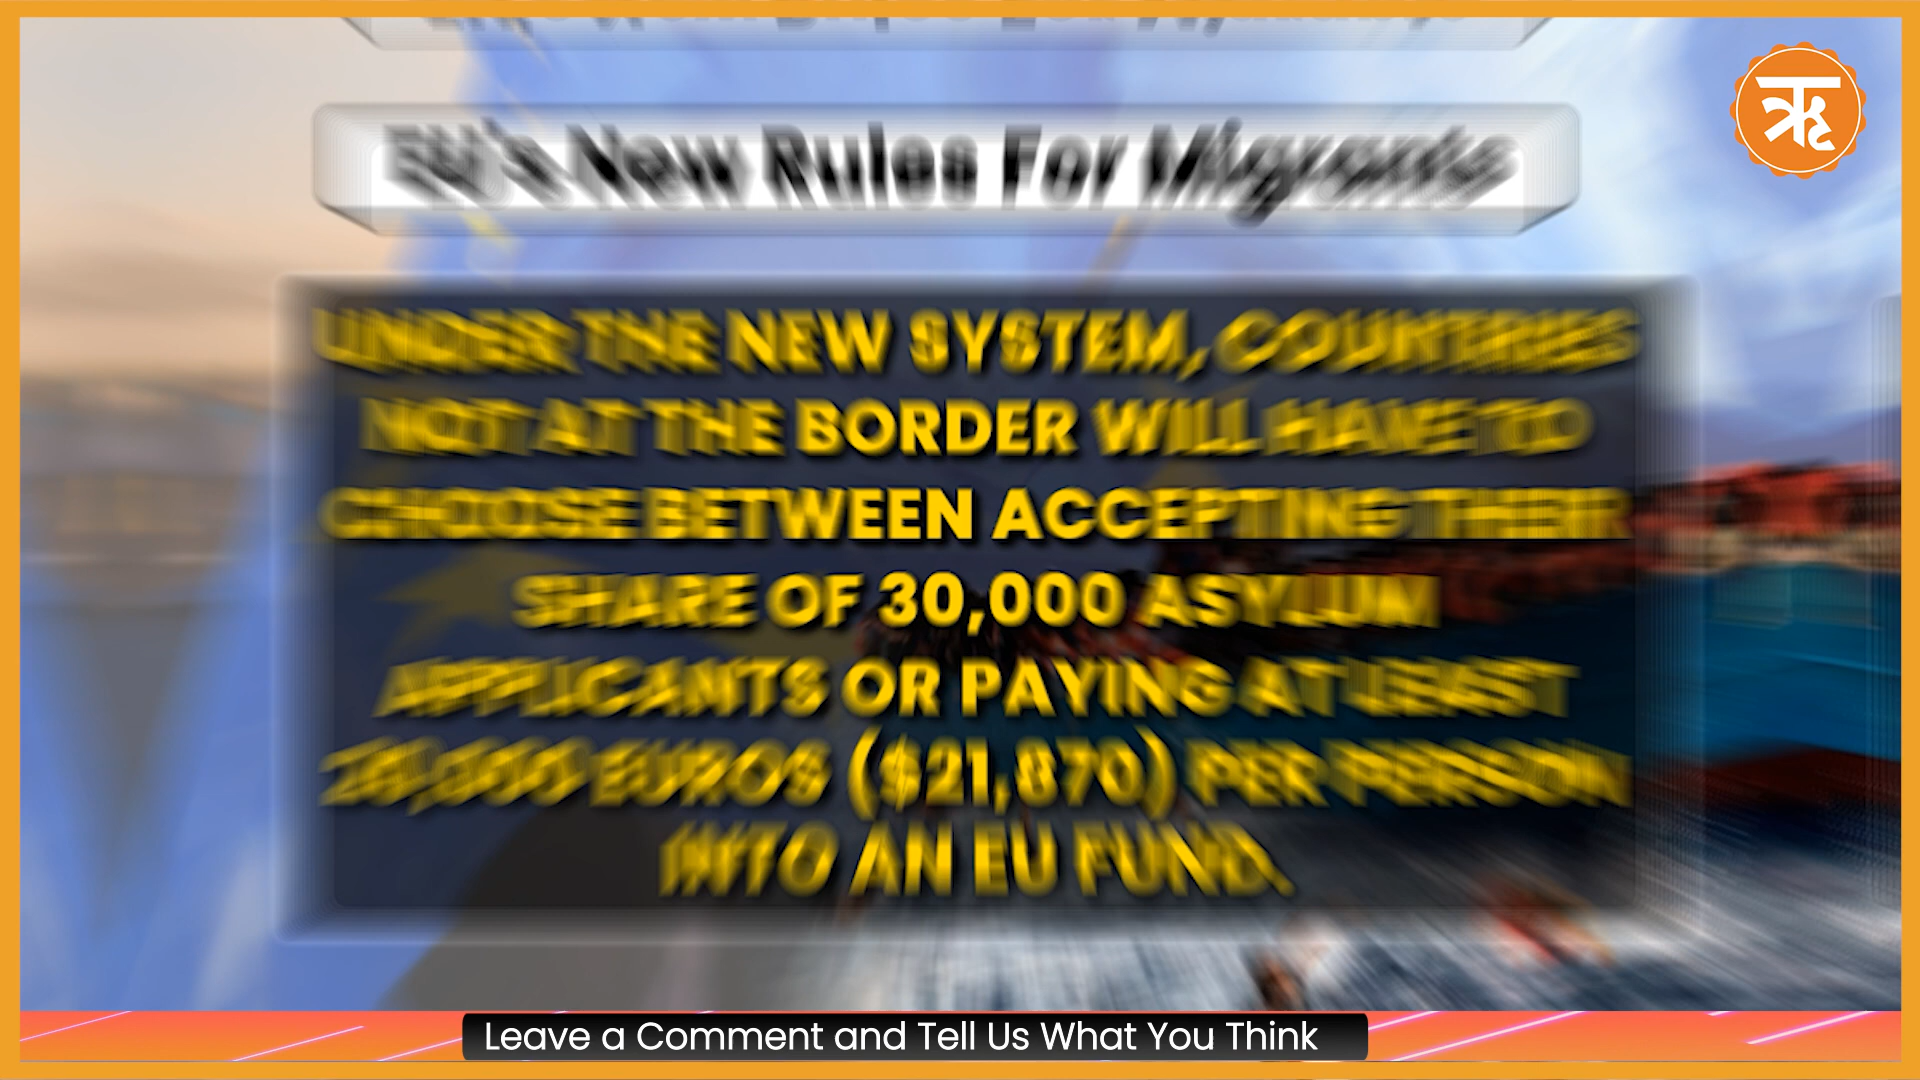 EU's New Rules For Migrants
ऋ
UNDER THE NEW SYSTEM, COUNTRIES
NOT AT THE BORDER WILL HAVE TO
CHOOSE BETWEEN ACCEPTING THEIR
SHARE OF 30,000 ASYLUM
APPLICANTS OR PAYING AT LEAST
20,000 EUROS ($21,870) PER PERSON
INTO AN EU FUND.
Leave a Comment and Tell Us What You Think